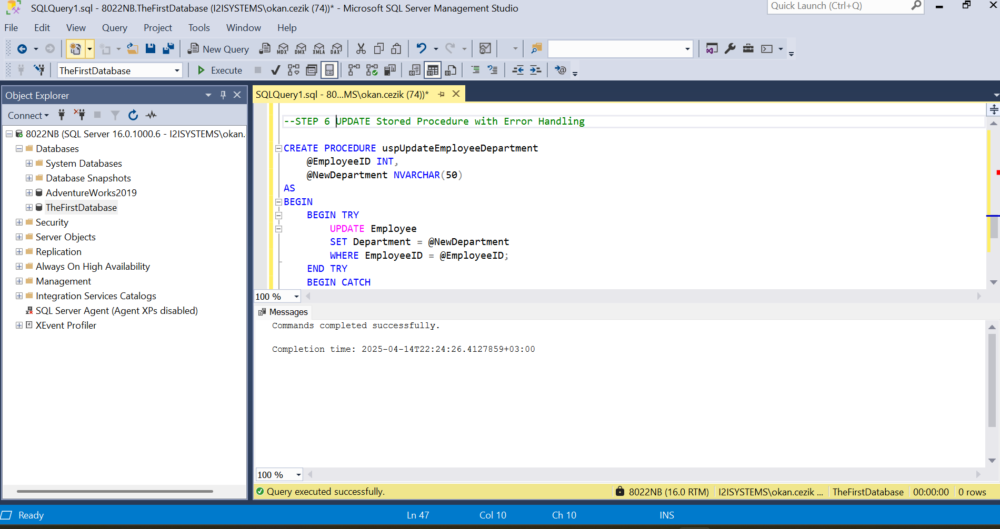 SQLQuery1.sql - 8022NB.TheFirstDatabase (I2ISYSTEMS\okan.cezik (74))* - Microsoft SQL Server Management Studio
Quick Launch (Ctrl+Q)
File Edit View Query Project Tools Window Help
New Query MDX DMX XMLA DAX
TheFirstDatabase Execute
Object Explorer
SQLQuery1.sql - 80...MS\okan.cezik (74))*
Connect
8022NB (SQL Server 16.0.1000.6 - I2ISYSTEMS\okan.
Databases
System Databases
Database Snapshots
AdventureWorks2019
TheFirstDatabase
Security
Server Objects
Replication
Always On High Availability
Management
Integration Services Catalogs
SQL Server Agent (Agent XPs disabled)
XEvent Profiler
--STEP 6 UPDATE Stored Procedure with Error Handling
CREATE PROCEDURE uspUpdateEmployeeDepartment
@EmployeeID INT,
@NewDepartment NVARCHAR(50)
AS
BEGIN
BEGIN TRY
UPDATE Employee
SET Department = @NewDepartment
WHERE EmployeeID = @EmployeeID;
END TRY
BEGIN CATCH
100 %
Messages
Commands completed successfully.
Completion time: 2025-04-14T22:24:26.4127859+03:00
100 %
Query executed successfully. 8022NB (16.0 RTM) I2ISYSTEMS\okan.cezik ... TheFirstDatabase 00:00:00 0 rows
Ready Ln 47 Col 10 Ch 10 INS